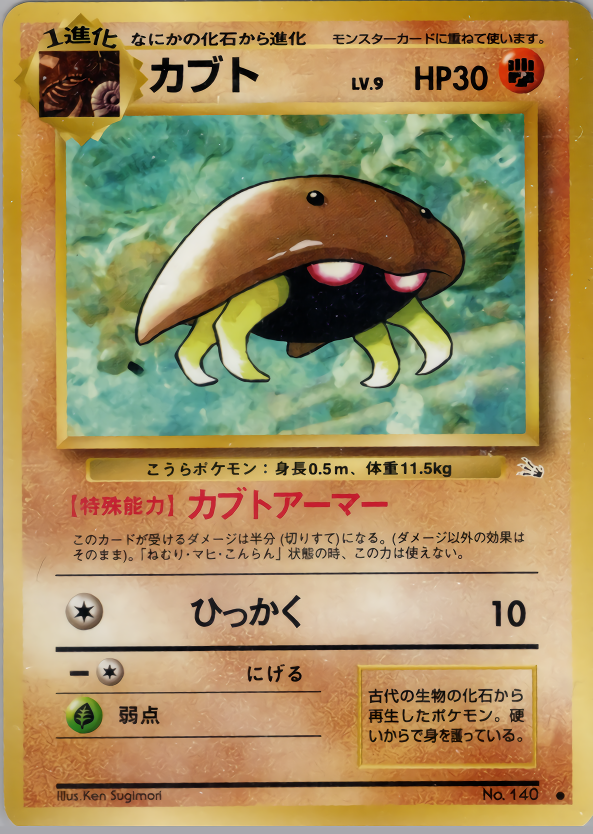 1進化
なにかの化石から進化
モンスターカードに重ねて使います。
カブト
LV.9
HP30
こうらポケモン：身長0.5m、体重11.5kg
【特殊能力】カブトアーマー
このカードが受けるダメージは半分(切りすて)になる。(ダメージ以外の効果は
そのまま)。「ねむり・マヒ・こんらん」状態の時、この力は使えない。
ひっかく 10
にげる
弱点
古代の生物の化石から
再生したポケモン。硬
いからで身を護っている。
Illus.Ken Sugimori
No. 140